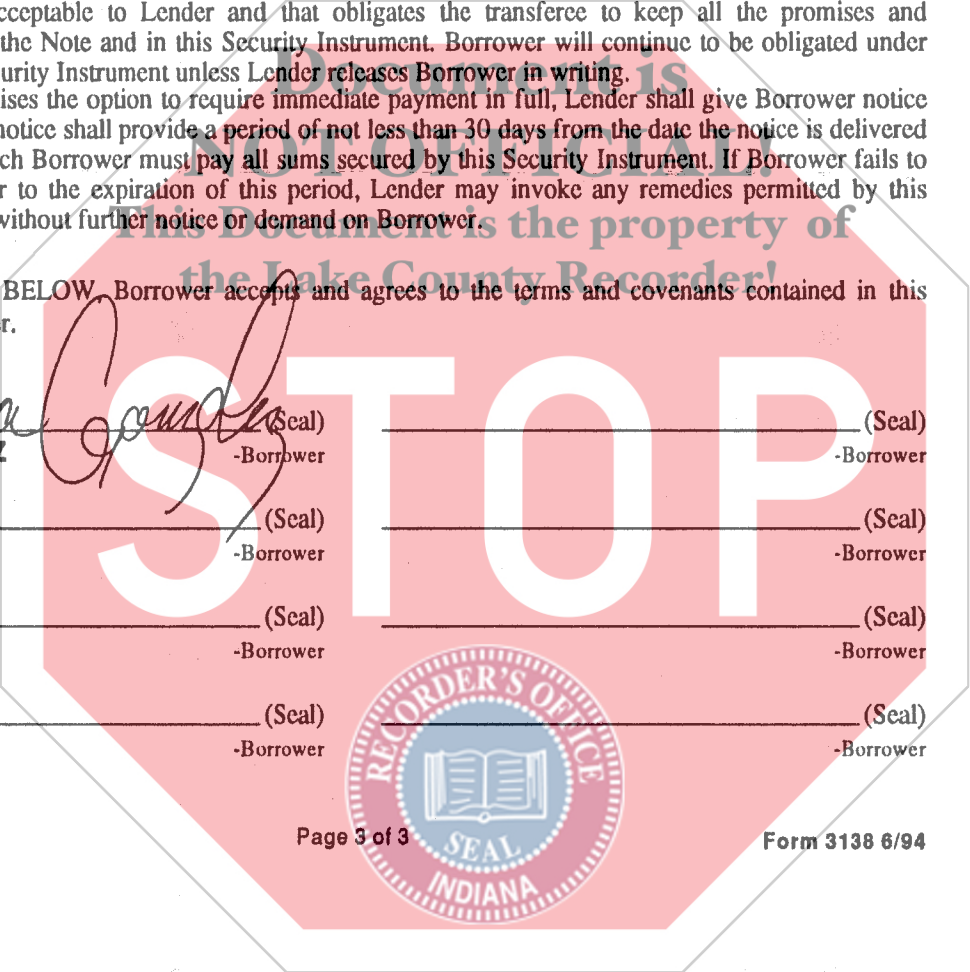 cceptable to Lender and that obligates the transferee to keep all the promises and
the Note and in this Security Instrument. Borrower will continue to be obligated under
urity Instrument unless Lender releases Borrower in writing.
ises the option to require immediate payment in full, Lender shall give Borrower notice
notice shall provide a period of not less than 30 days from the date the notice is delivered
ch Borrower must pay all sums secured by this Security Instrument. If Borrower fails to
r to the expiration of this period, Lender may invoke any remedies permitted by this
without further notice or demand on Borrower.
Document is
NOT OFFICIAL!
This Document is the property of
the Lake County Recorder!
BELOW, Borrower accepts and agrees to the terms and covenants contained in this
r.
STOP
(Seal) (Seal)
z -Borrower -Borrower
(Seal) (Seal)
-Borrower -Borrower
(Seal) (Seal)
-Borrower -Borrower
(Seal) (Seal)
-Borrower -Borrower
RECORDER'S OFFICE
SEAL
INDIANA
Page 3 of 3 Form 3138 6/94